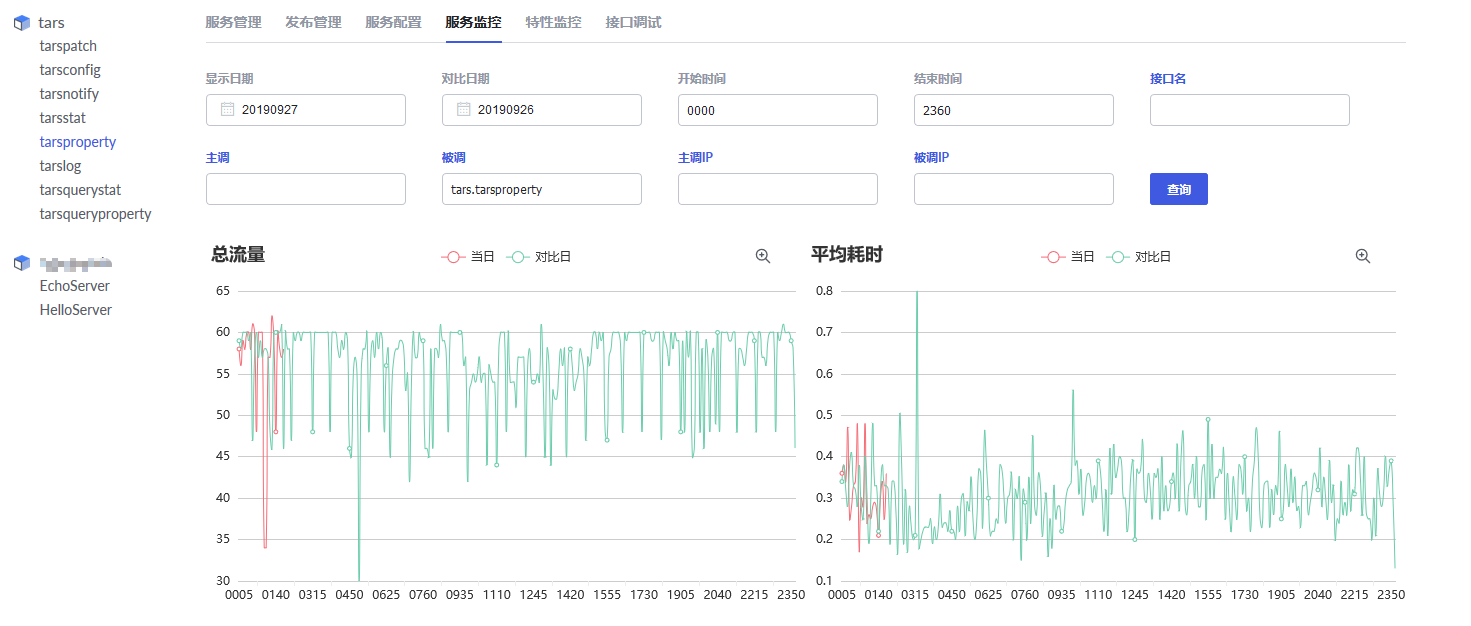 tars
tarspatch
tarsconfig
tarsnotify
tarsstat
tarsproperty
tarslog
tarsquerystat
tarsqueryproperty
EchoServer
HelloServer
服务管理 发布管理 服务配置 服务监控 特性监控 接口调试
显示日期 对比日期 开始时间 结束时间 接口名
20190927 20190926 0000 2360
主调 被调 主调IP 被调IP
tars.tarsproperty 查询
总流量 当日 对比日
65
60
55
50
45
40
35
30
0005 0140 0315 0450 0625 0760 0935 1110 1245 1420 1555 1730 1905 2040 2215 2350
平均耗时 当日 对比日
0.8
0.7
0.6
0.5
0.4
0.3
0.2
0.1
0005 0140 0315 0450 0625 0760 0935 1110 1245 1420 1555 1730 1905 2040 2215 2350